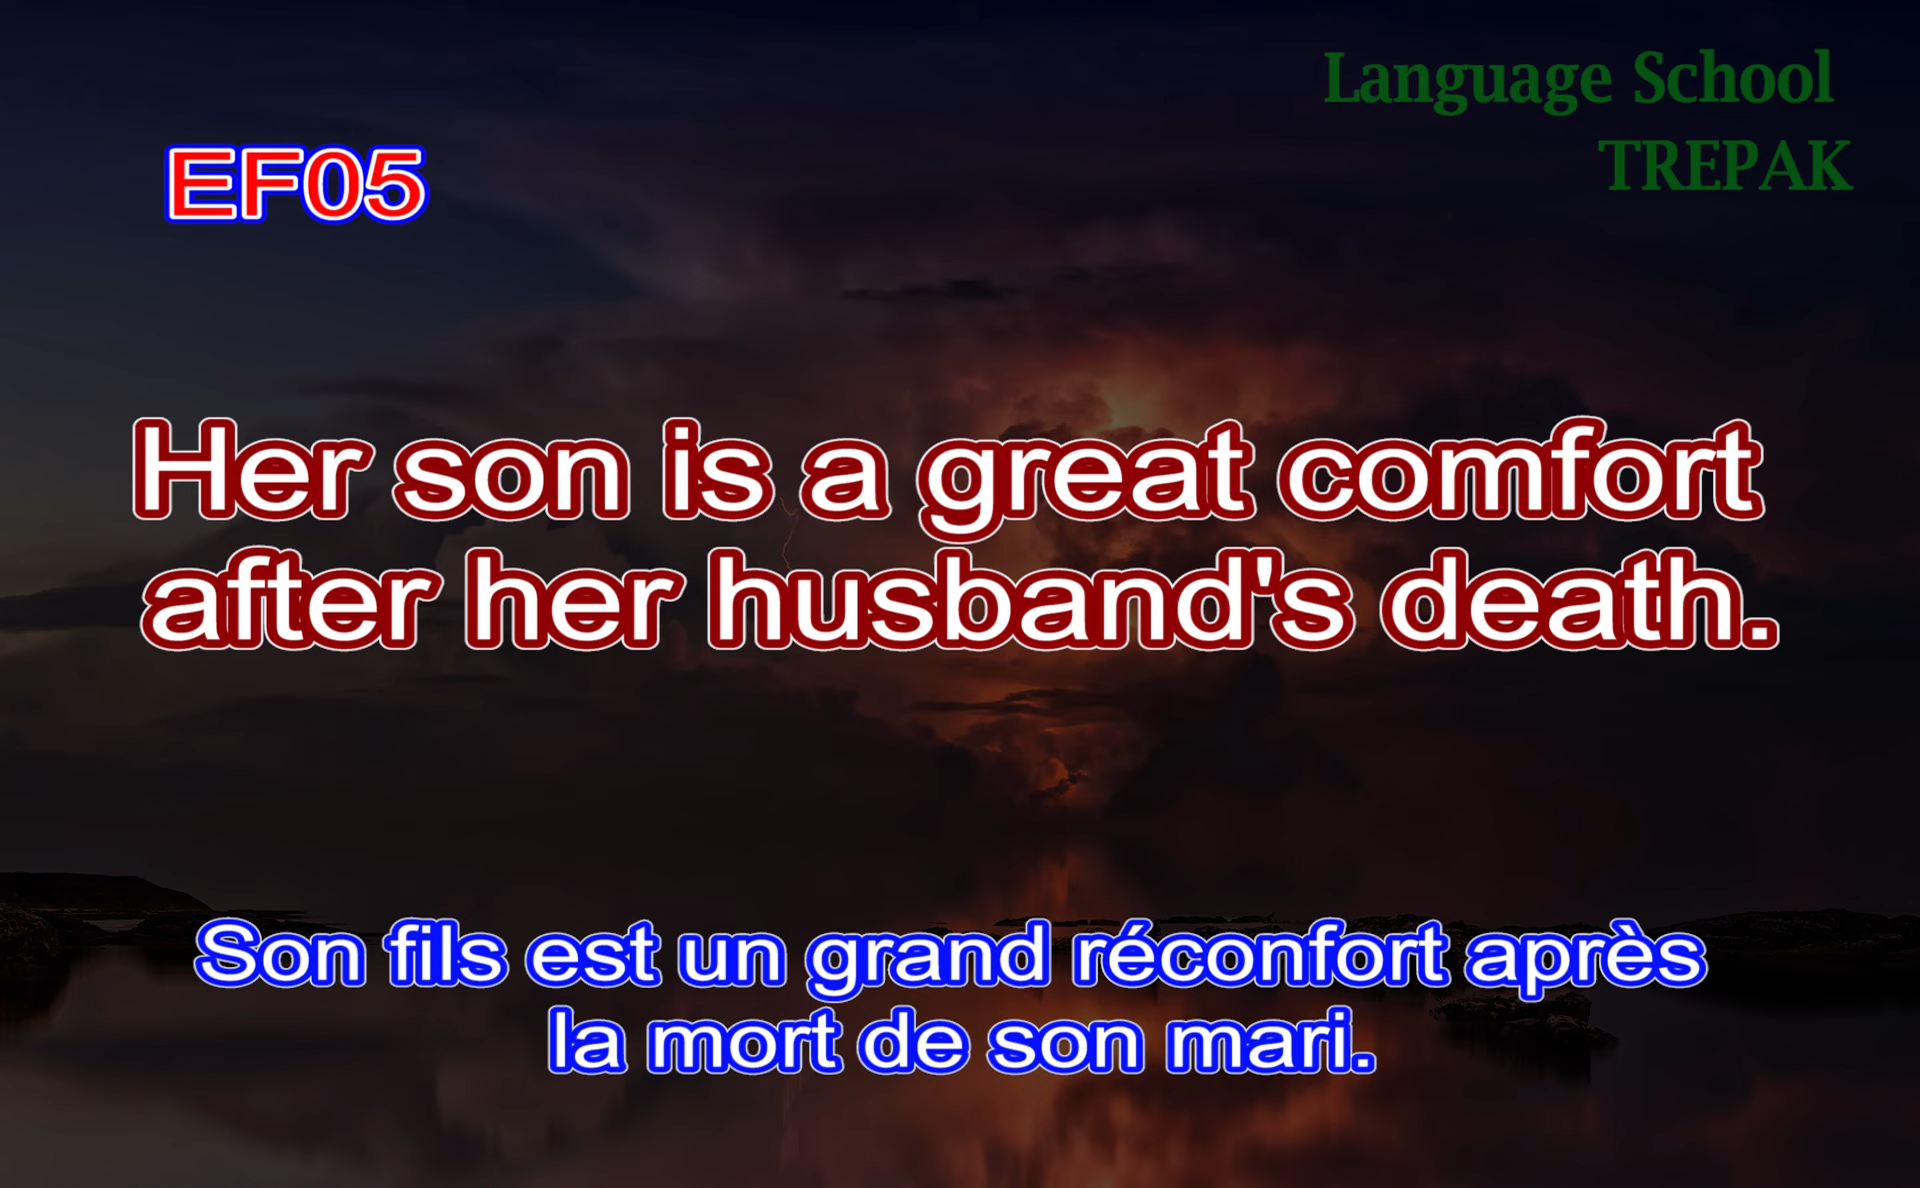 Language School
TREPAK
EF05
Her son is a great comfort
after her husband's death.
Son fils est un grand réconfort après
la mort de son mari.